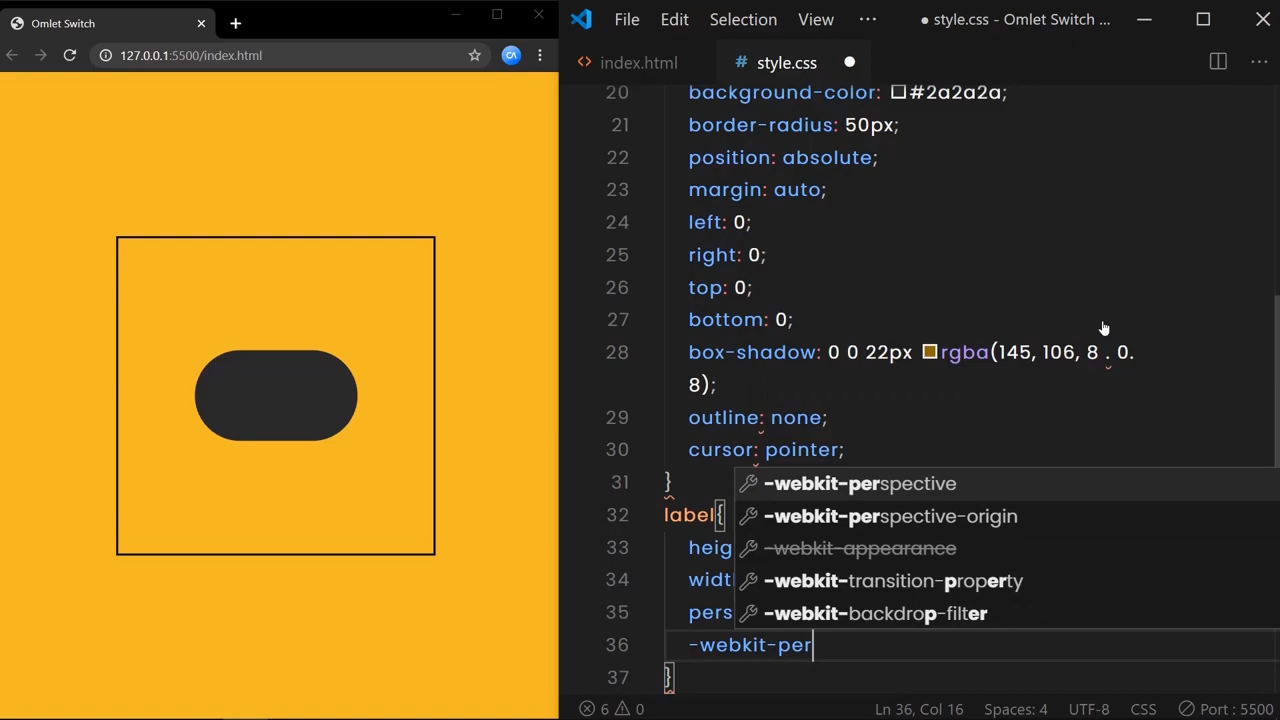 Omlet Switch
127.0.0.1:5500/index.html
File Edit Selection View ··· ● style.css - Omlet Switch ...
<> index.html # style.css ●
20 background-color: #2a2a2a;
21 border-radius: 50px;
22 position: absolute;
23 margin: auto;
24 left: 0;
25 right: 0;
26 top: 0;
27 bottom: 0;
28 box-shadow: 0 0 22px rgba(145, 106, 8 . 0.
8);
29 outline: none;
30 cursor: pointer;
31 }
32 label{
33 heig
34 widt
35 pers
36 -webkit-per
37 }
-webkit-perspective
-webkit-perspective-origin
-webkit-appearance
-webkit-transition-property
-webkit-backdrop-filter
6 0 Ln 36, Col 16 Spaces: 4 UTF-8 CSS Port : 5500